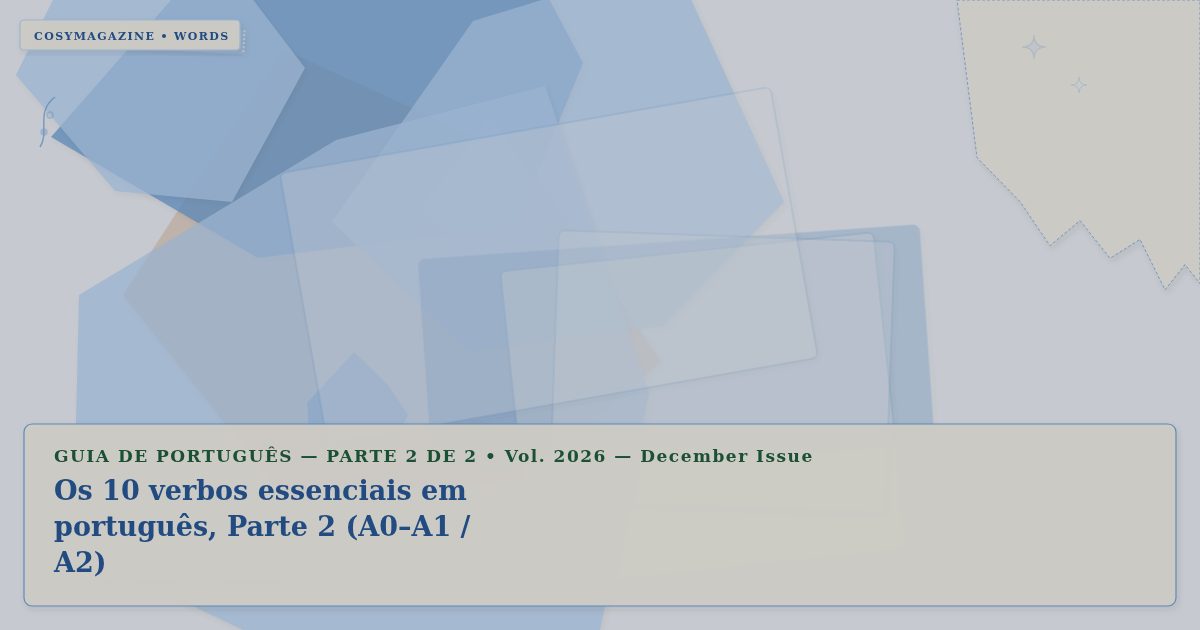 COSYMAGAZINE • WORDS
GUIA DE PORTUGUÊS — PARTE 2 DE 2 • Vol. 2026 — December Issue
Os 10 verbos essenciais em
português, Parte 2 (A0–A1 /
A2)